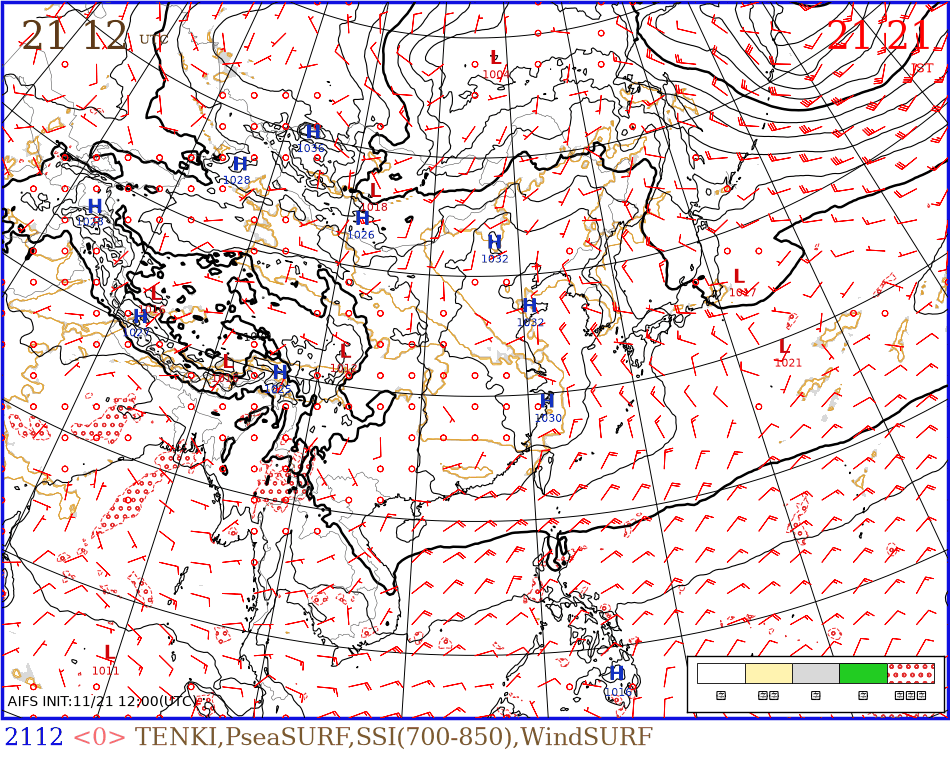 21 12 UTC 21 21
JST
L
1004
H
1036
H
1028
L
1018
H
H
1026
H
1032
L
1017
H
H
1032
L
1021
L
L
H
H
1030
L
1011
H
1016
AIFS INIT:11/21 12:00(UTC)
2112 <0> TENKI,PseaSURF,SSI(700-850),WindSURF